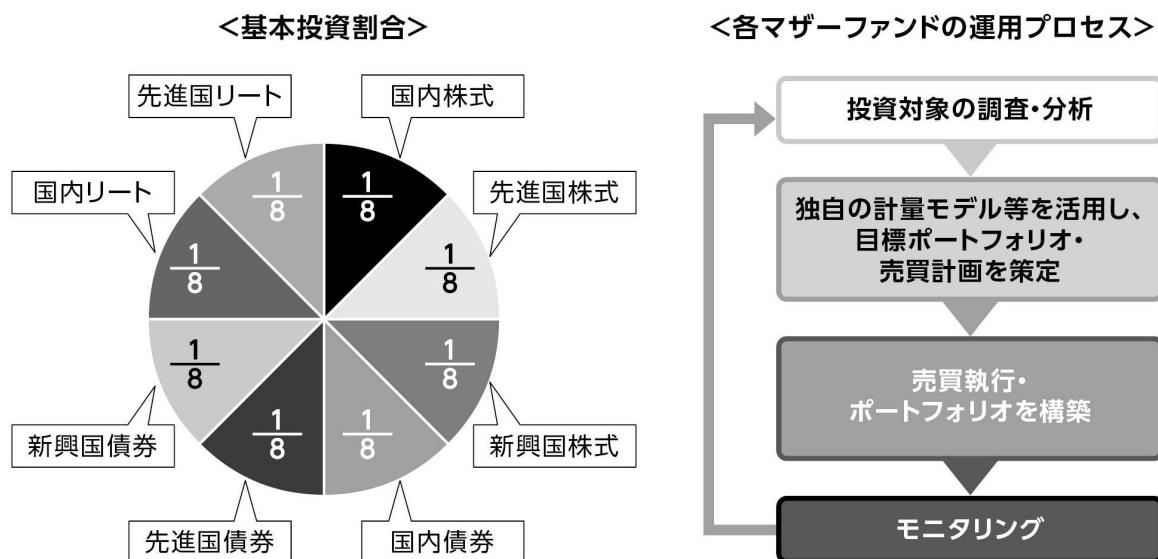 <基本投資割合>
先進国リート
国内株式
国内リート
先進国株式
新興国債券
新興国株式
先進国債券
国内債券
1/8
1/8
1/8
1/8
1/8
1/8
1/8
1/8
<各マザーファンドの運用プロセス>
投資対象の調査・分析
独自の計量モデル等を活用し、
目標ポートフォリオ・
売買計画を策定
売買執行・
ポートフォリオを構築
モニタリング